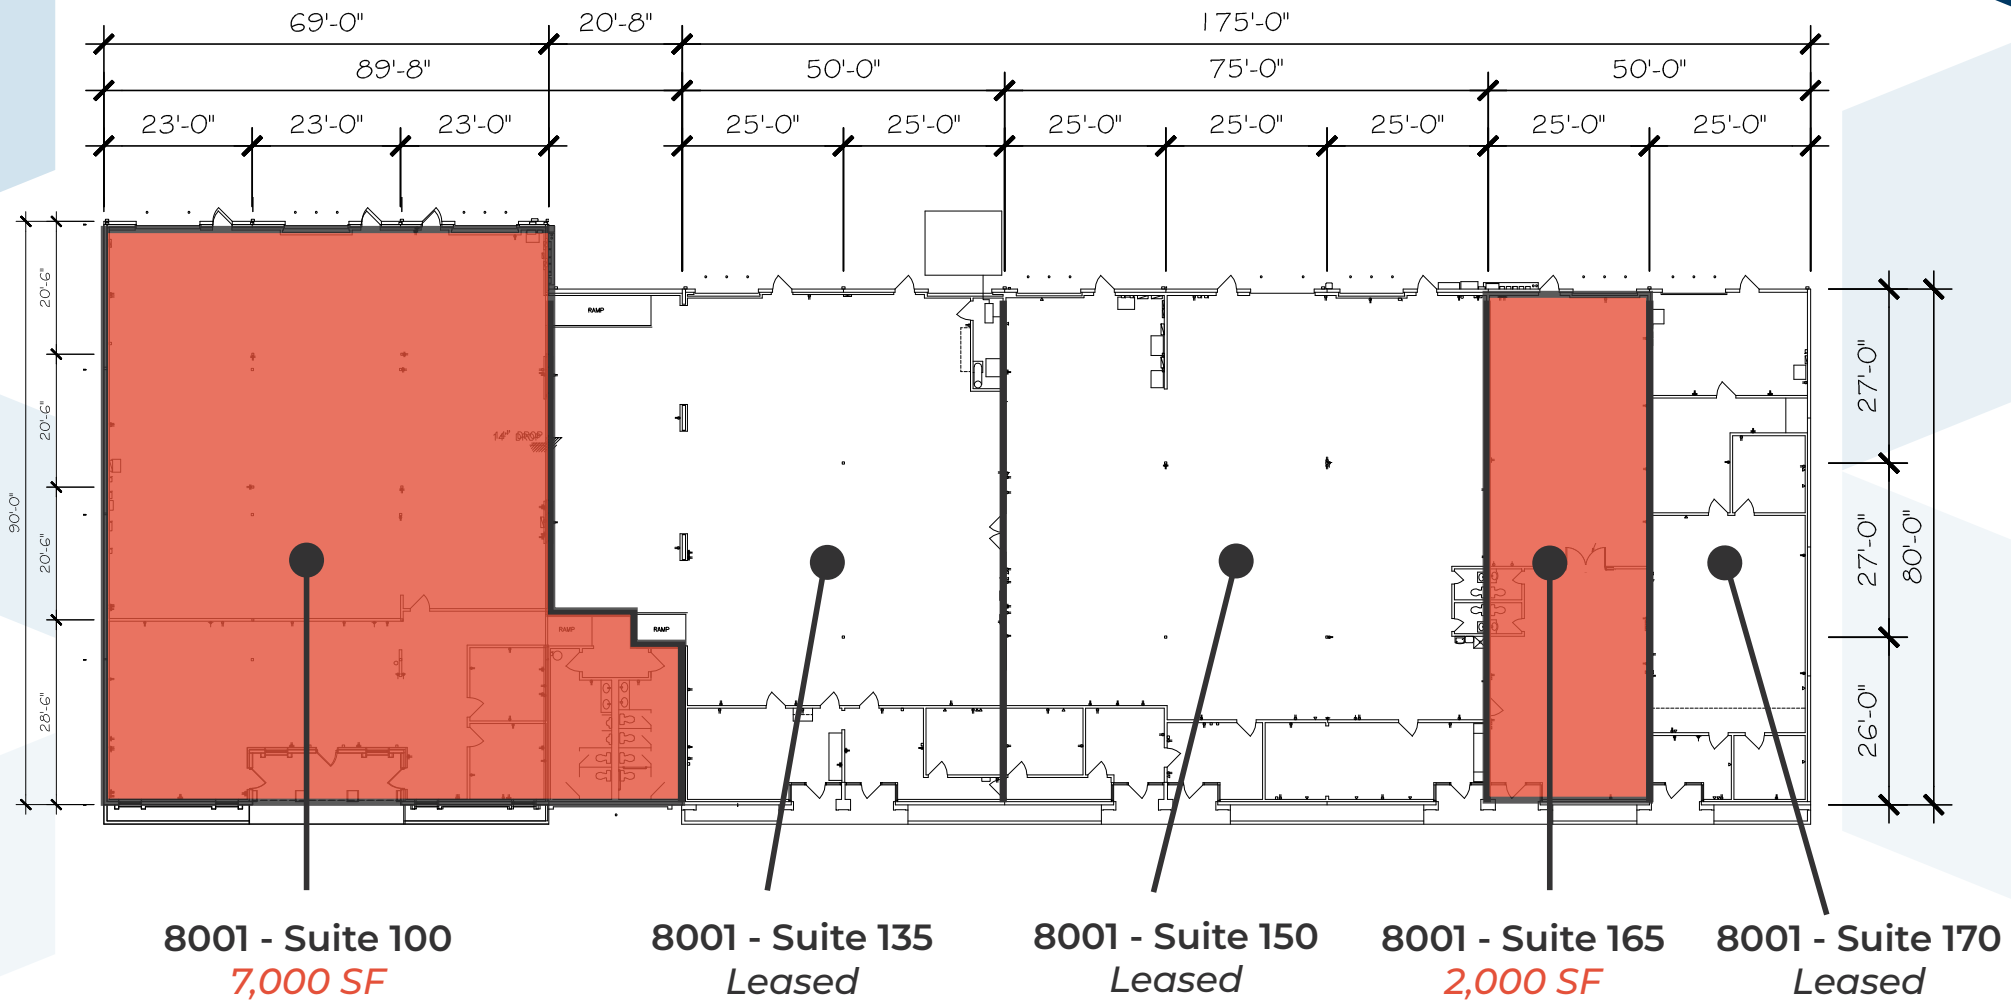 69'-0" 20'-8" 175'-0"
89'-8" 50'-0" 75'-0" 50'-0"
23'-0" 23'-0" 23'-0" 25'-0" 25'-0" 25'-0" 25'-0" 25'-0" 25'-0" 25'-0"
90'-0"
20'-6"
20'-6"
20'-6"
28'-6"
RAMP
14" DROP
RAMP
RAMP
27'-0"
27'-0"
26'-0"
80'-0"
8001 - Suite 100
7,000 SF
8001 - Suite 135
Leased
8001 - Suite 150
Leased
8001 - Suite 165
2,000 SF
8001 - Suite 170
Leased